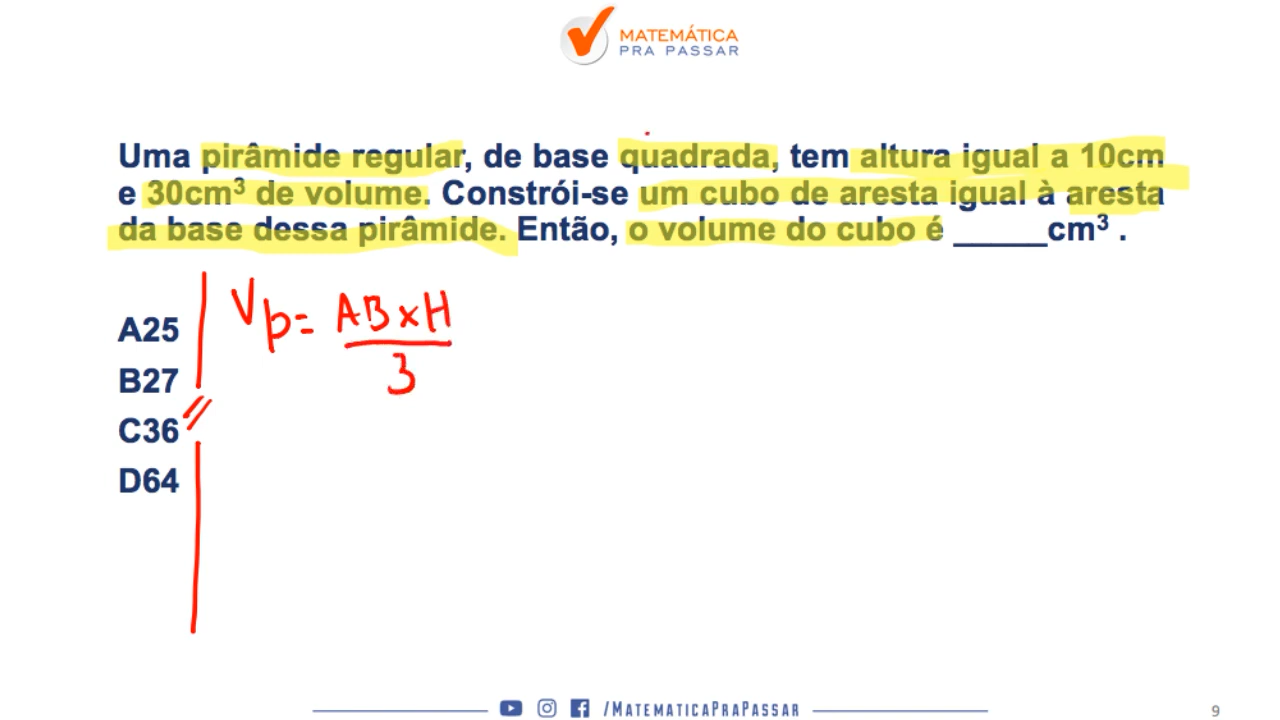 MATEMÁTICA
PRA PASSAR
Uma pirâmide regular, de base quadrada, tem altura igual a 10cm
e 30cm³ de volume. Constrói-se um cubo de aresta igual à aresta
da base dessa pirâmide. Então, o volume do cubo é _____cm³ .
A25
B27
C36
D64
Vp = AB x H
3
/MATEMATICAPRAPASSAR
9